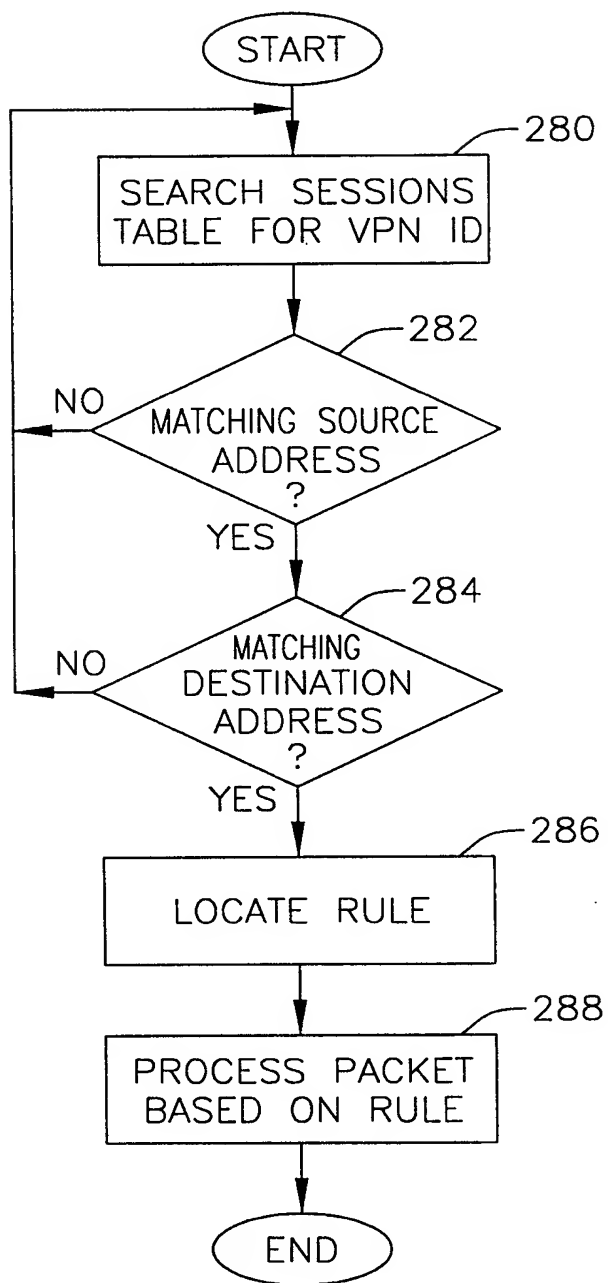 START
280
SEARCH SESSIONS
TABLE FOR VPN ID
282
NO
MATCHING SOURCE
ADDRESS
?
YES
284
NO
MATCHING
DESTINATION
ADDRESS
?
YES
286
LOCATE RULE
288
PROCESS PACKET
BASED ON RULE
END